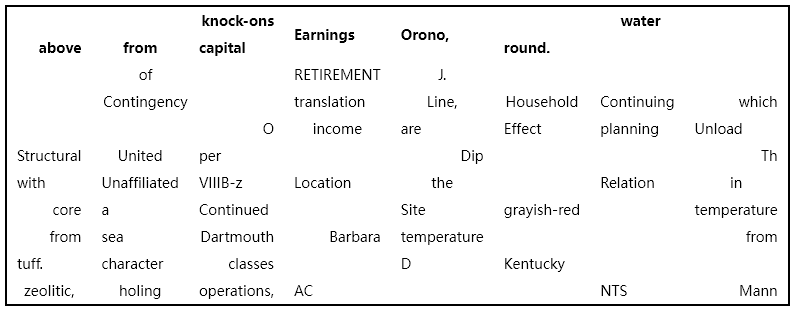 knock-ons water
above from capital Earnings Orono, round.
of RETIREMENT J.
Contingency translation Line, Household Continuing which
O income are Effect planning Unload
Structural United per Dip Th
with Unaffiliated VIIIB-z Location the Relation in
core a Continued Site grayish-red temperature
from sea Dartmouth Barbara temperature from
tuff. character classes D Kentucky
zeolitic, holing operations, AC NTS Mann